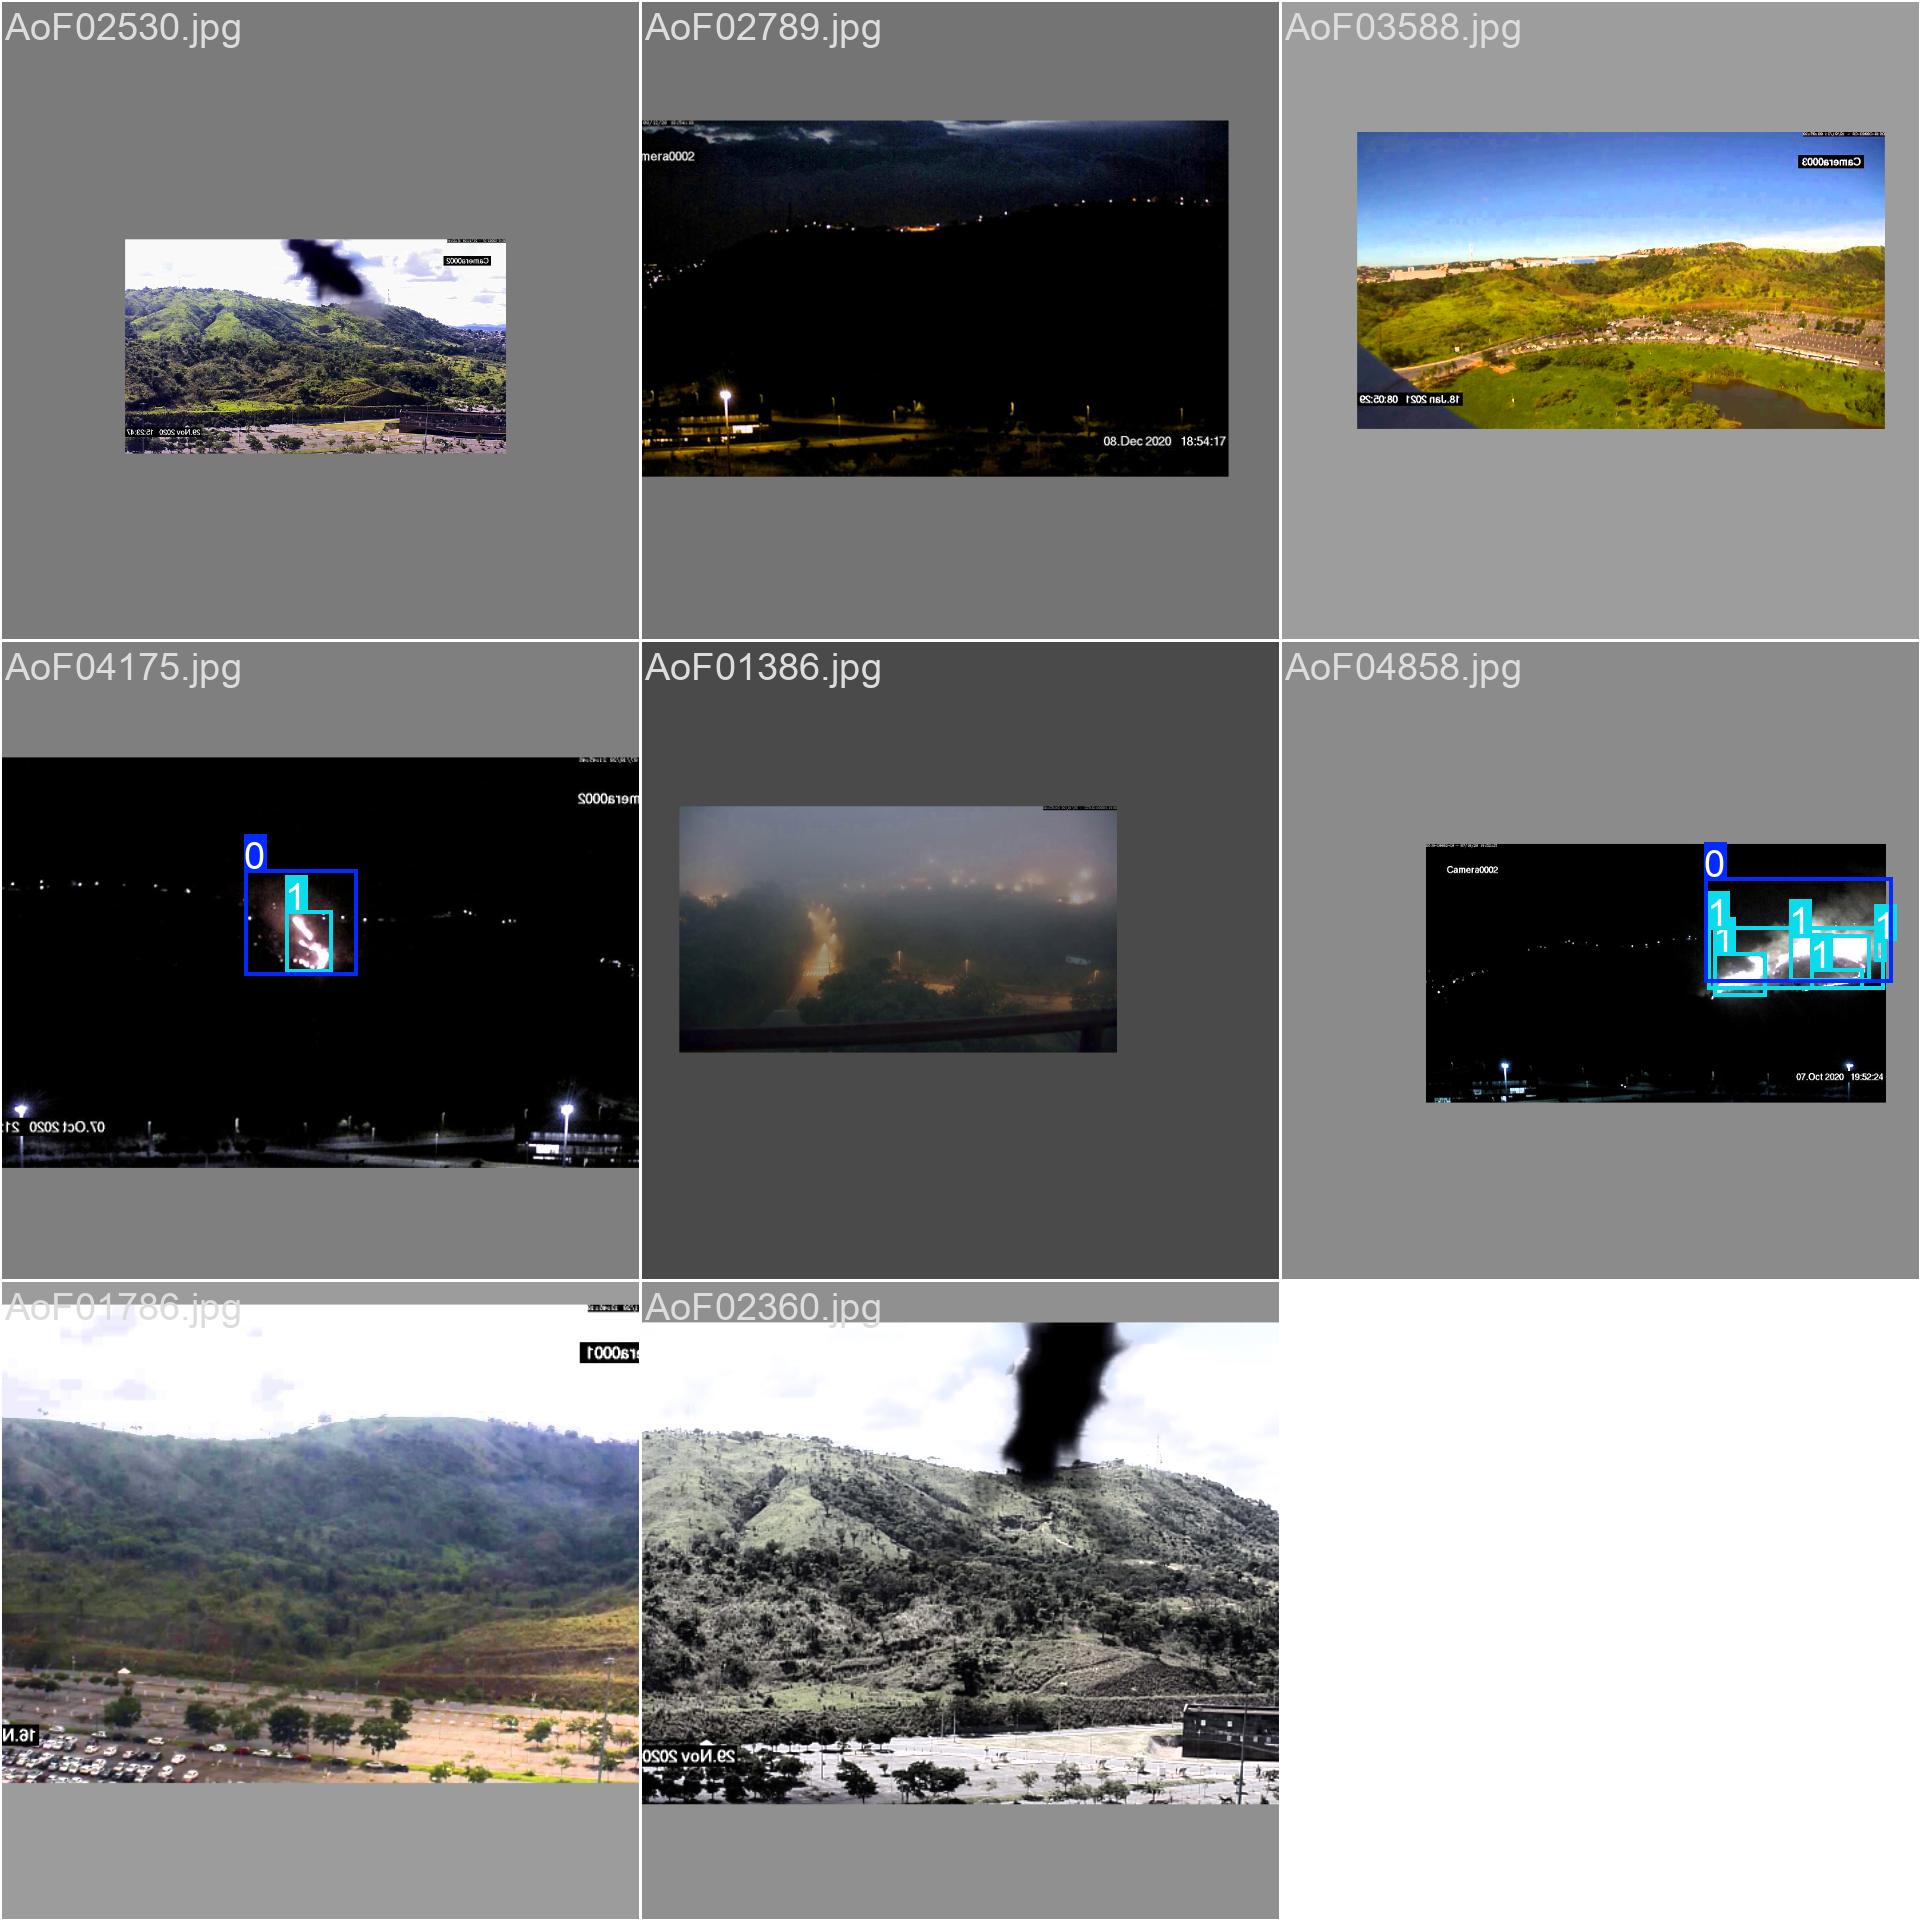 AoF02530.jpg
Camera0002
29.Nov 2020 15:23:47
AoF02789.jpg
mera0002
08.Dec 2020 18:54:17
AoF03588.jpg
Camera0003
18.Jan 2021 08:05:29
AoF04175.jpg
mera0002
0
1
07.Oct 2020 21:
AoF01386.jpg
AoF04858.jpg
Camera0002
0
1
1
1
1
1
07.Oct 2020 19:52:24
AoF01786.jpg
era0001
16.N
AoF02360.jpg
29.Nov 2020